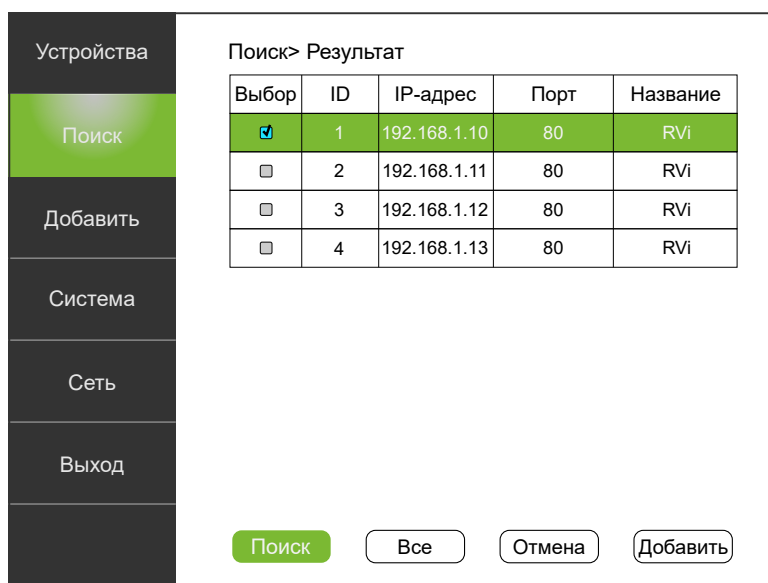 Устройства
Поиск
Добавить
Система
Сеть
Выход
Поиск> Результат
Выбор ID IP-адрес Порт Название
1 192.168.1.10 80 RVi
2 192.168.1.11 80 RVi
3 192.168.1.12 80 RVi
4 192.168.1.13 80 RVi
Поиск Все Отмена Добавить